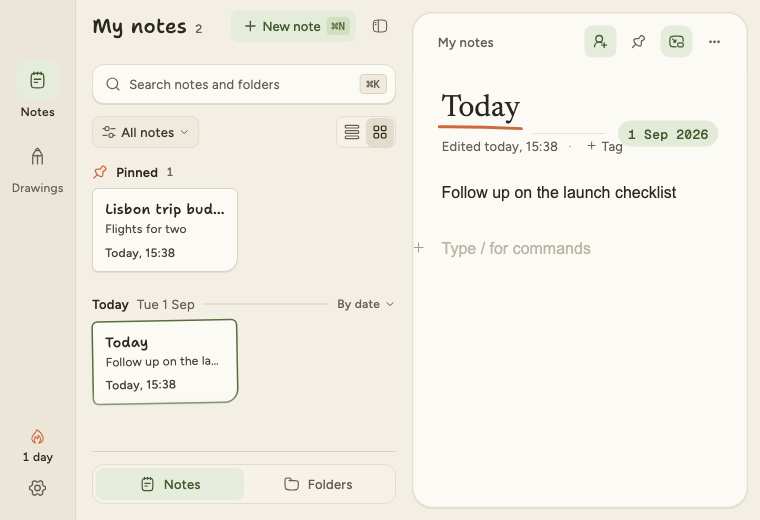 My notes 2
New note ⌘N
Search notes and folders ⌘K
All notes
Pinned 1
Lisbon trip bud...
Flights for two
Today, 15:38
Today Tue 1 Sep By date
Today
Follow up on the la...
Today, 15:38
Notes Folders
Notes
Drawings
1 day
My notes
Today
1 Sep 2026
Edited today, 15:38 · + Tag
Follow up on the launch checklist
Type / for commands